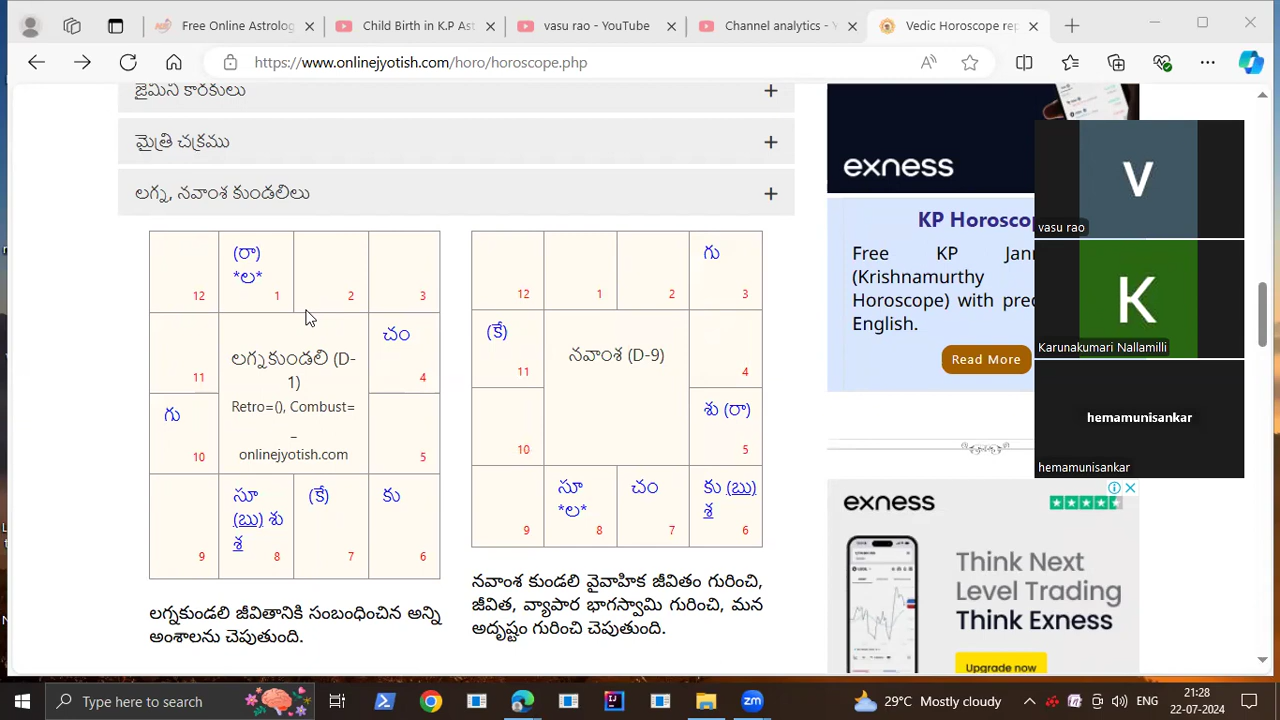 Free Online Astrolog
Child Birth in K.P Ast
vasu rao - YouTube
Channel analytics - Y
Vedic Horoscope rep
https://www.onlinejyotish.com/horo/horoscope.php
జైమిని కారకులు +
మైత్రి చక్రము +
లగ్న, నవాంశ కుండలిలు +
(రా)
*ల*
12 1 2 3
చం
11 4
లగ్నకుండలి (D-
1)
Retro=(), Combust=
_
onlinejyotish.com
గు
10 5
సూ
(బు) శు
శ
(కే)
కు
9 8 7 6
గు
12 1 2 3
(కే)
నవాంశ (D-9)
11 4
శు (రా)
10 5
సూ
*ల*
చం
కు (బు)
శ
9 8 7 6
లగ్నకుండలి జీవితానికి సంబంధించిన అన్ని
అంశాలను చెపుతుంది.
నవాంశ కుండలి వైవాహిక జీవితం గురించి,
జీవిత, వ్యాపార భాగస్వామి గురించి, మన
అదృష్టం గురించి చెపుతుంది.
exness
KP Horosco
Free KP Jan
(Krishnamurthy
Horoscope) with pre
English.
Read More
exness
Think Next
Level Trading
Think Exness
Upgrade now
V
vasu rao
K
Karunakumari Nallamilli
hemamunisankar
hemamunisankar
Type here to search
29°C Mostly cloudy
ENG
21:28
22-07-2024